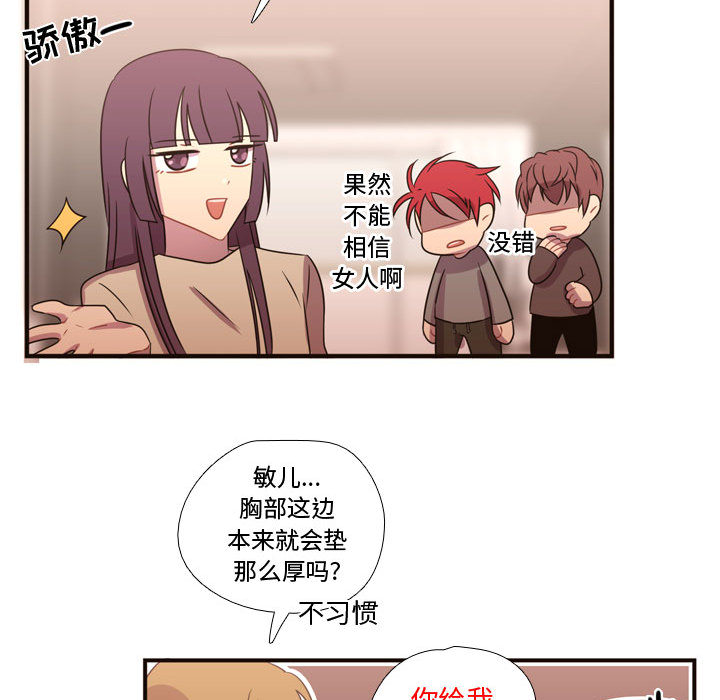 骄傲一
果然
不能
相信
女人啊
没错
敏儿...
胸部这边
本来就会垫
那么厚吗?
不习惯
你给我